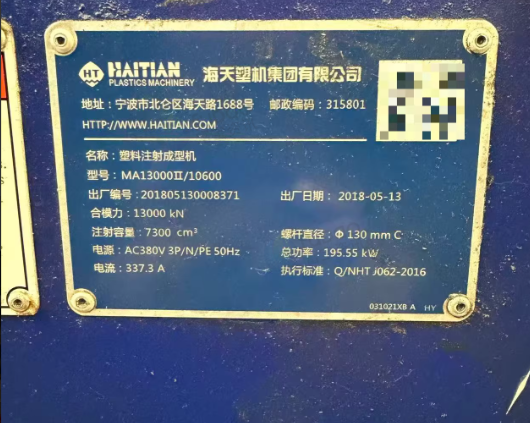 HT HAITIAN 海天塑机集团有限公司
PLASTICS MACHINERY
地址: 宁波市北仑区海天路1688号 邮政编码: 315801
HTTP://WWW.HAITIAN.COM
名称: 塑料注射成型机
型号: MA13000II/10600
出厂编号: 201805130008371 出厂日期: 2018-05-13
合模力: 13000 kN
注射容量: 7300 cm³ 螺杆直径: Φ 130 mm C
电源: AC380V 3P/N/PE 50Hz 总功率: 195.55 kW
电流: 337.3 A 执行标准: Q/NHT J062-2016
031021XB A HY